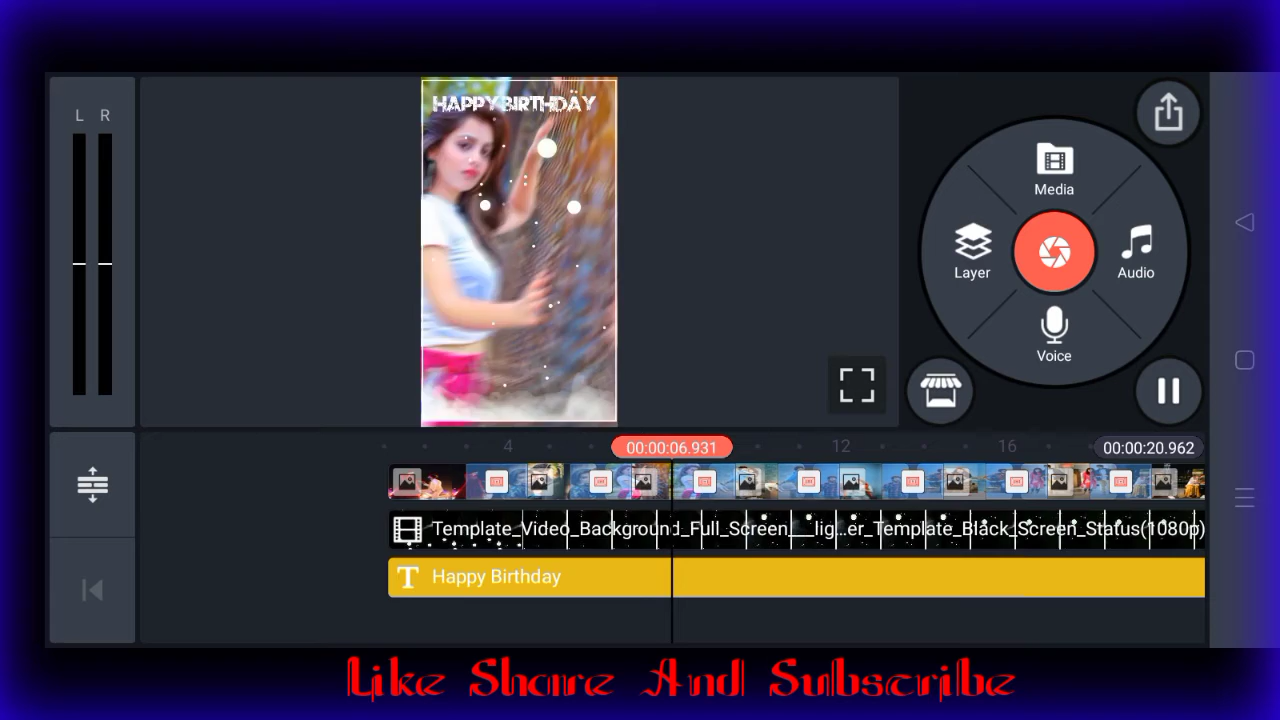 L R
HAPPY BIRTHDAY
Media
Layer
Audio
Voice
4
00:00:06.931
12
16
00:00:20.962
Template_Video_Background_Full_Screen___lig...er_Template_Black_Screen_Status(1080p)
T Happy Birthday
Like Share And Subscribe